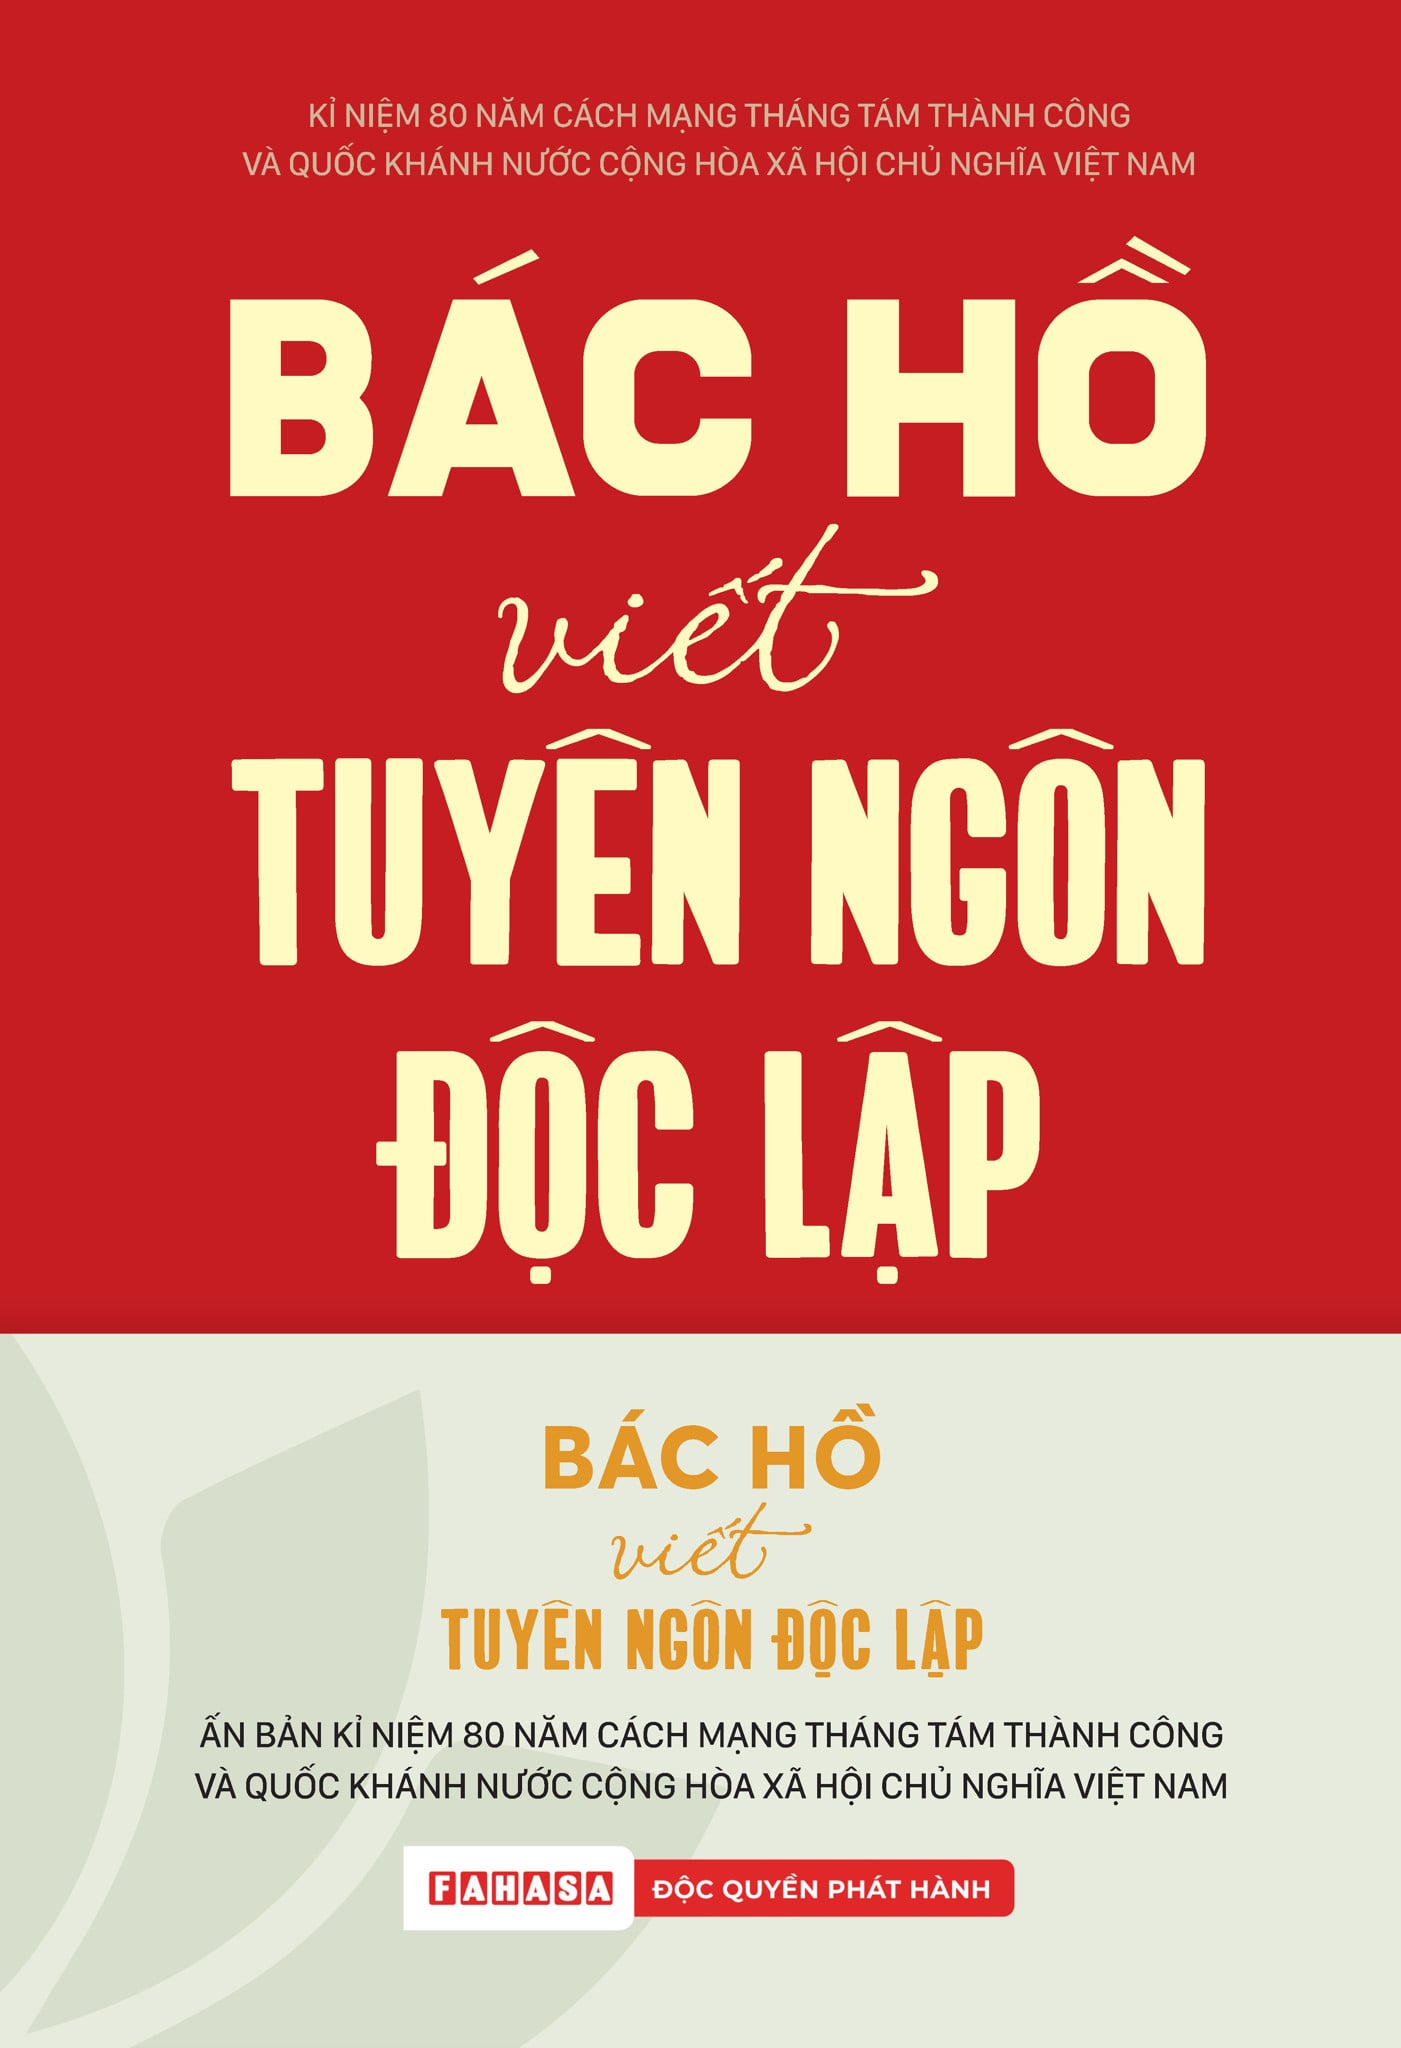 KỈ NIỆM 80 NĂM CÁCH MẠNG THÁNG TÁM THÀNH CÔNG
VÀ QUỐC KHÁNH NƯỚC CỘNG HÒA XÃ HỘI CHỦ NGHĨA VIỆT NAM
BÁC HỒ
viết
TUYÊN NGÔN
ĐỘC LẬP
BÁC HỒ
viết
TUYÊN NGÔN ĐỘC LẬP
ẤN BẢN KỈ NIỆM 80 NĂM CÁCH MẠNG THÁNG TÁM THÀNH CÔNG
VÀ QUỐC KHÁNH NƯỚC CỘNG HÒA XÃ HỘI CHỦ NGHĨA VIỆT NAM
FAHASA ĐỘC QUYỀN PHÁT HÀNH